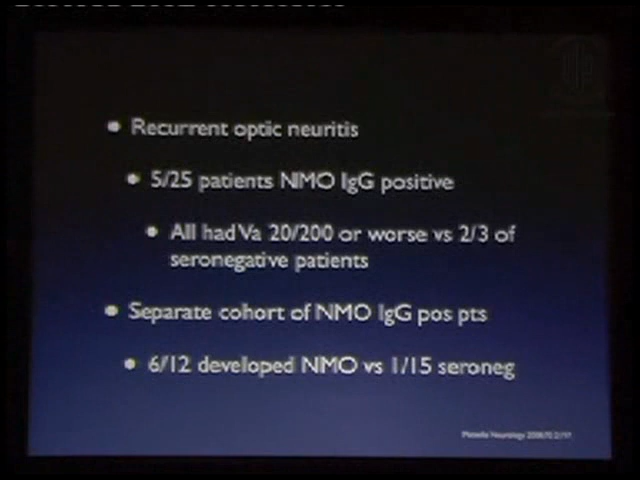 Recurrent optic neuritis
5/25 patients NMO IgG positive
All had Va 20/200 or worse vs 2/3 of
seronegative patients
Separate cohort of NMO IgG pos pts
6/12 developed NMO vs 1/15 seroneg
Neurology